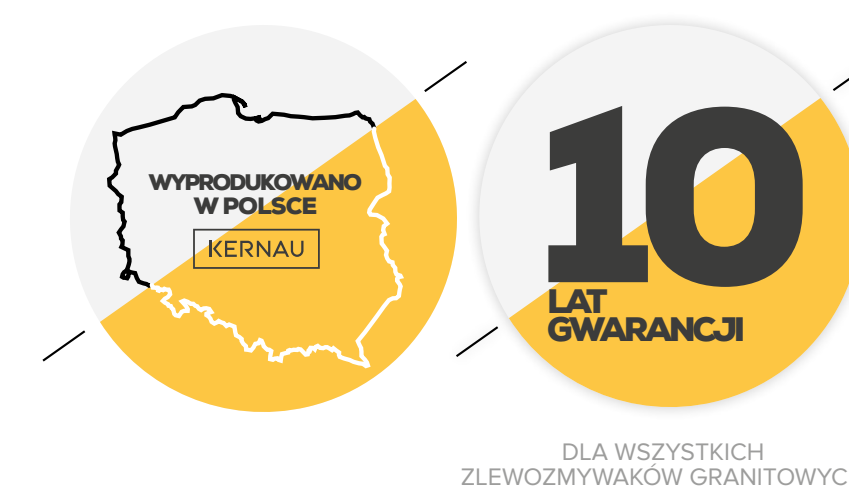 WYPRODUKOWANO
W POLSCE
KERNAU
10
LAT
GWARANCJI
DLA WSZYSTKICH
ZLEWOZMYWAKÓW GRANITOWYC